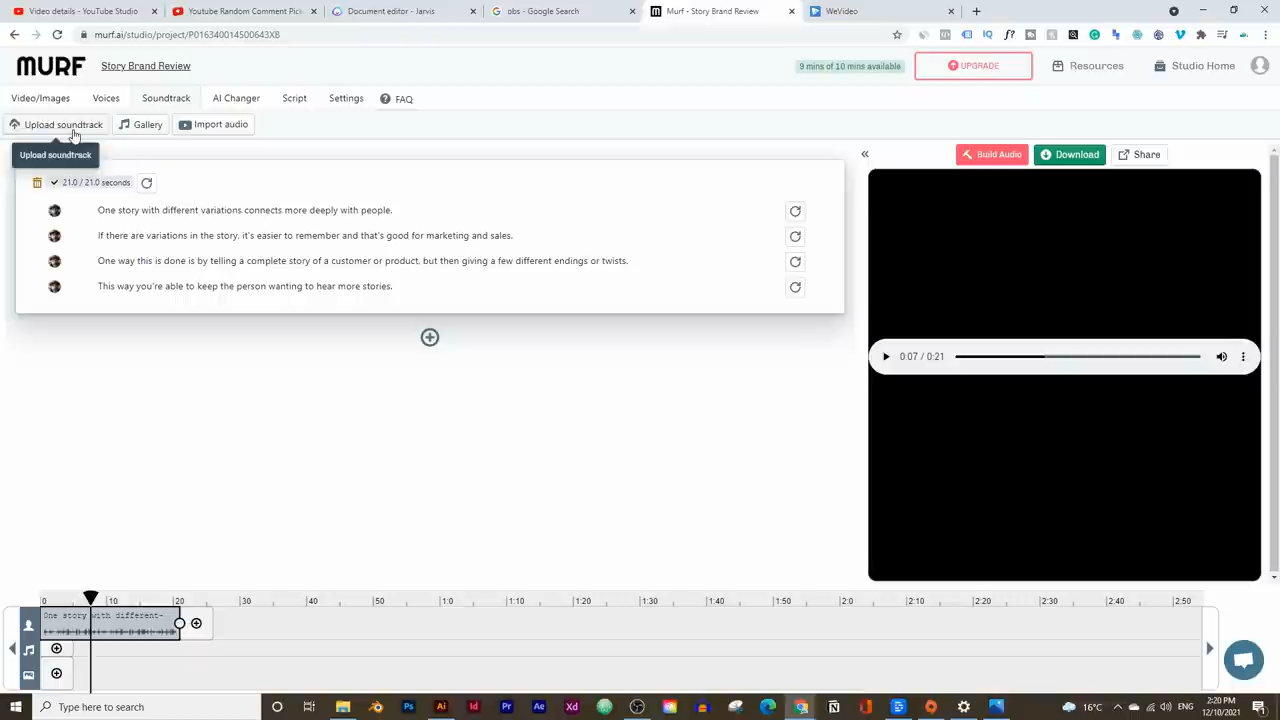 Video details - YouTube Studio
Youtube Random Comment Pick
Document editor - Jarvis
obs - Google Search
Murf - Story Brand Review
WeVideo
murf.ai/studio/project/P016340014500643XB
MURF
Story Brand Review
9 mins of 10 mins available
UPGRADE
Resources
Studio Home
Video/Images
Voices
Soundtrack
AI Changer
Script
Settings
FAQ
Upload soundtrack
Gallery
Import audio
Upload soundtrack
Build Audio
Download
Share
21.0 / 21.0 seconds
One story with different variations connects more deeply with people.
If there are variations in the story, it's easier to remember and that's good for marketing and sales.
One way this is done is by telling a complete story of a customer or product, but then giving a few different endings or twists.
This way you're able to keep the person wanting to hear more stories.
0:07 / 0:21
0 10 20 30 40 50 1:0 1:10 1:20 1:30 1:40 1:50 2:0 2:10 2:20 2:30 2:40 2:50
One story with different-
Type here to search
Ps
Ai
Id
Pr
Ae
Xd
16°C
2:20 PM
12/10/2021